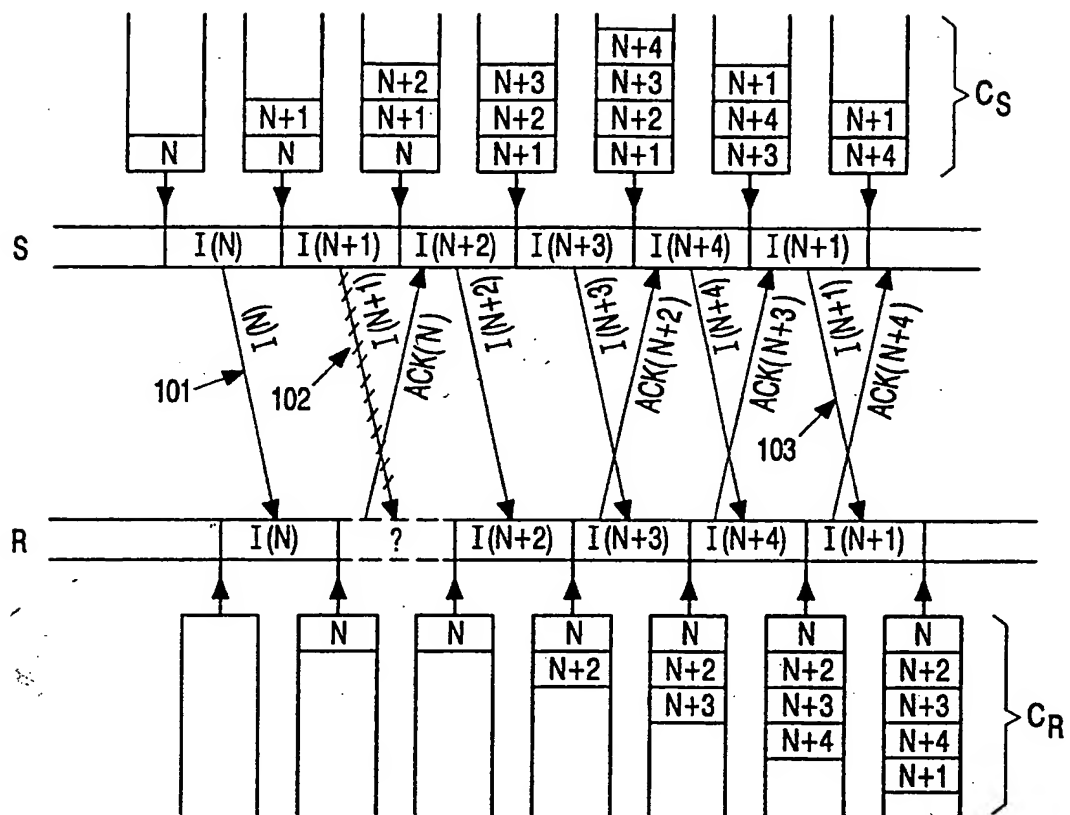 N+4
N+2 N+3 N+3 N+1
N+1 N+1 N+2 N+2 N+4 N+1
N N N N+1 N+1 N+3 N+4
CS
S I(N) I(N+1) I(N+2) I(N+3) I(N+4) I(N+1)
I(N)
I(N+1)
ACK(N)
I(N+2)
I(N+3)
ACK(N+2)
I(N+4)
ACK(N+3)
I(N+1)
ACK(N+4)
101
102
103
R I(N) ? I(N+2) I(N+3) I(N+4) I(N+1)
N N N N N N
N+2 N+2 N+2 N+2
N+3 N+3 N+3
N+4 N+4
N+1
CR